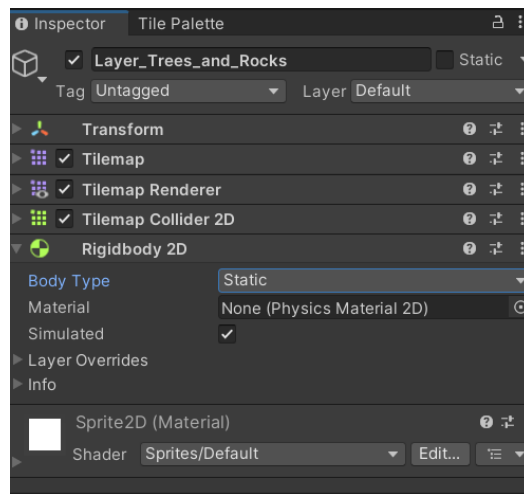 Inspector Tile Palette
Layer_Trees_and_Rocks Static
Tag Untagged Layer Default
Transform
Tilemap
Tilemap Renderer
Tilemap Collider 2D
Rigidbody 2D
Body Type Static
Material None (Physics Material 2D)
Simulated
Layer Overrides
Info
Sprite2D (Material)
Shader Sprites/Default Edit...